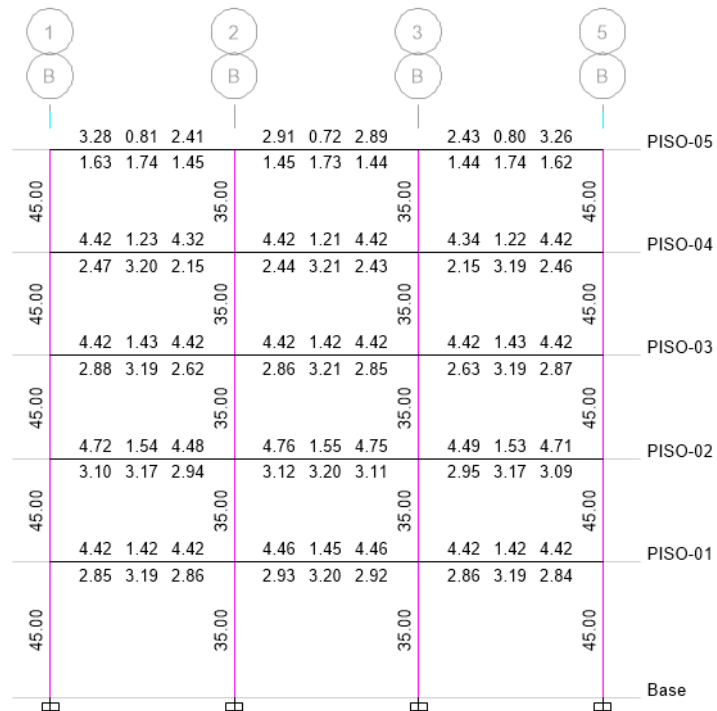 1 2 3 5
B B B B
3.28 0.81 2.41 2.91 0.72 2.89 2.43 0.80 3.26 PISO-05
1.63 1.74 1.45 1.45 1.73 1.44 1.44 1.74 1.62
45.00 35.00 35.00 45.00
4.42 1.23 4.32 4.42 1.21 4.42 4.34 1.22 4.42 PISO-04
2.47 3.20 2.15 2.44 3.21 2.43 2.15 3.19 2.46
45.00 35.00 35.00 45.00
4.42 1.43 4.42 4.42 1.42 4.42 4.42 1.43 4.42 PISO-03
2.88 3.19 2.62 2.86 3.21 2.85 2.63 3.19 2.87
45.00 35.00 35.00 45.00
4.72 1.54 4.48 4.76 1.55 4.75 4.49 1.53 4.71 PISO-02
3.10 3.17 2.94 3.12 3.20 3.11 2.95 3.17 3.09
45.00 35.00 35.00 45.00
4.42 1.42 4.42 4.46 1.45 4.46 4.42 1.42 4.42 PISO-01
2.85 3.19 2.86 2.93 3.20 2.92 2.86 3.19 2.84
45.00 35.00 35.00 45.00
Base